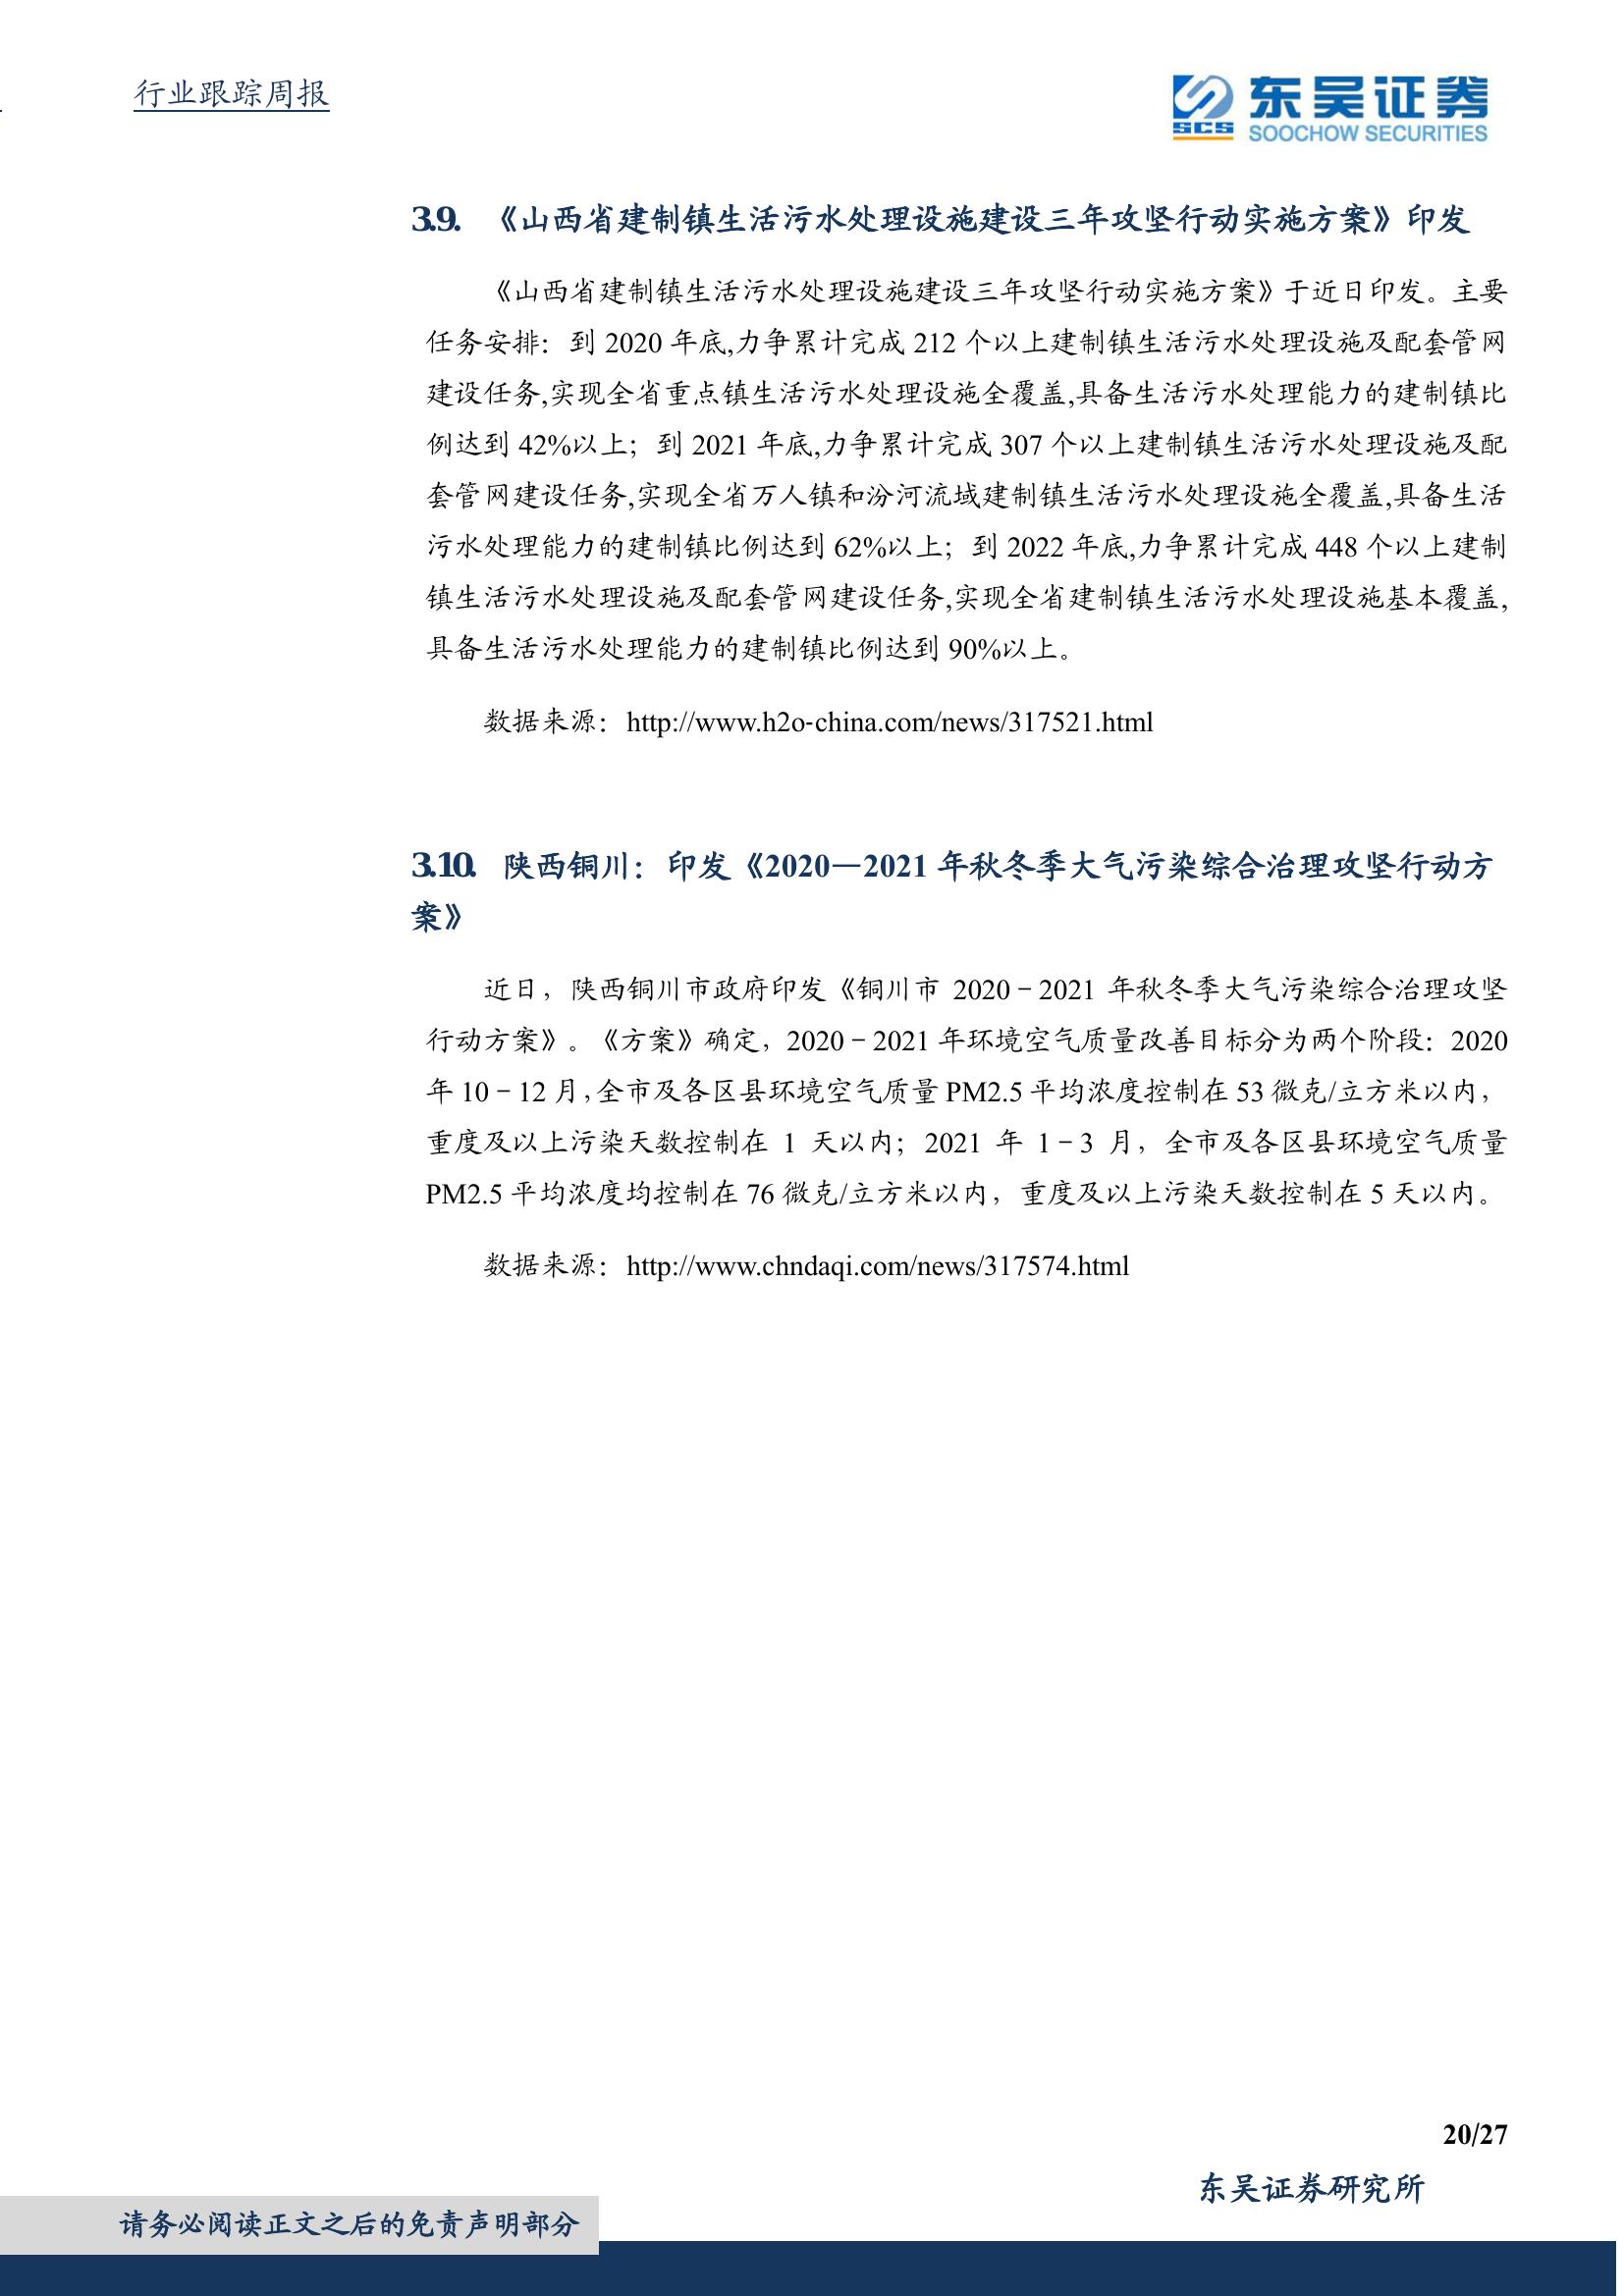 行业跟踪周报
SCS
东吴证券
SOOCHOW SECURITIES
3.9. 《山西省建制镇生活污水处理设施建设三年攻坚行动实施方案》印发
《山西省建制镇生活污水处理设施建设三年攻坚行动实施方案》于近日印发。主要
任务安排：到 2020 年底,力争累计完成 212 个以上建制镇生活污水处理设施及配套管网
建设任务,实现全省重点镇生活污水处理设施全覆盖,具备生活污水处理能力的建制镇比
例达到 42%以上；到 2021 年底,力争累计完成 307 个以上建制镇生活污水处理设施及配
套管网建设任务,实现全省万人镇和汾河流域建制镇生活污水处理设施全覆盖,具备生活
污水处理能力的建制镇比例达到 62%以上；到 2022 年底,力争累计完成 448 个以上建制
镇生活污水处理设施及配套管网建设任务,实现全省建制镇生活污水处理设施基本覆盖,
具备生活污水处理能力的建制镇比例达到 90%以上。
数据来源：http://www.h2o-china.com/news/317521.html
3.10. 陕西铜川：印发《2020—2021 年秋冬季大气污染综合治理攻坚行动方
案》
近日，陕西铜川市政府印发《铜川市 2020－2021 年秋冬季大气污染综合治理攻坚
行动方案》。《方案》确定，2020－2021 年环境空气质量改善目标分为两个阶段：2020
年 10－12 月，全市及各区县环境空气质量 PM2.5 平均浓度控制在 53 微克/立方米以内，
重度及以上污染天数控制在 1 天以内；2021 年 1－3 月，全市及各区县环境空气质量
PM2.5 平均浓度均控制在 76 微克/立方米以内，重度及以上污染天数控制在 5 天以内。
数据来源：http://www.chndaqi.com/news/317574.html
20/27
东吴证券研究所
请务必阅读正文之后的免责声明部分